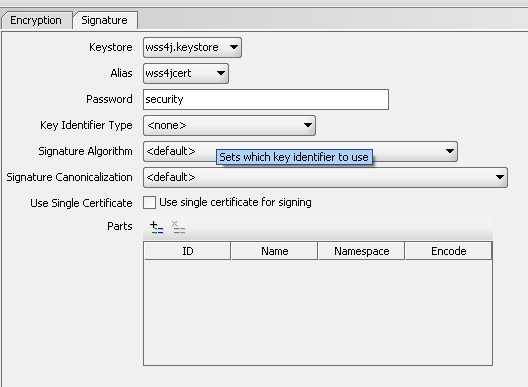 Encryption Signature
Keystore wss4j.keystore
Alias wss4jcert
Password security
Key Identifier Type <none>
Signature Algorithm <default>
Sets which key identifier to use
Signature Canonicalization <default>
Use Single Certificate Use single certificate for signing
Parts
ID Name Namespace Encode